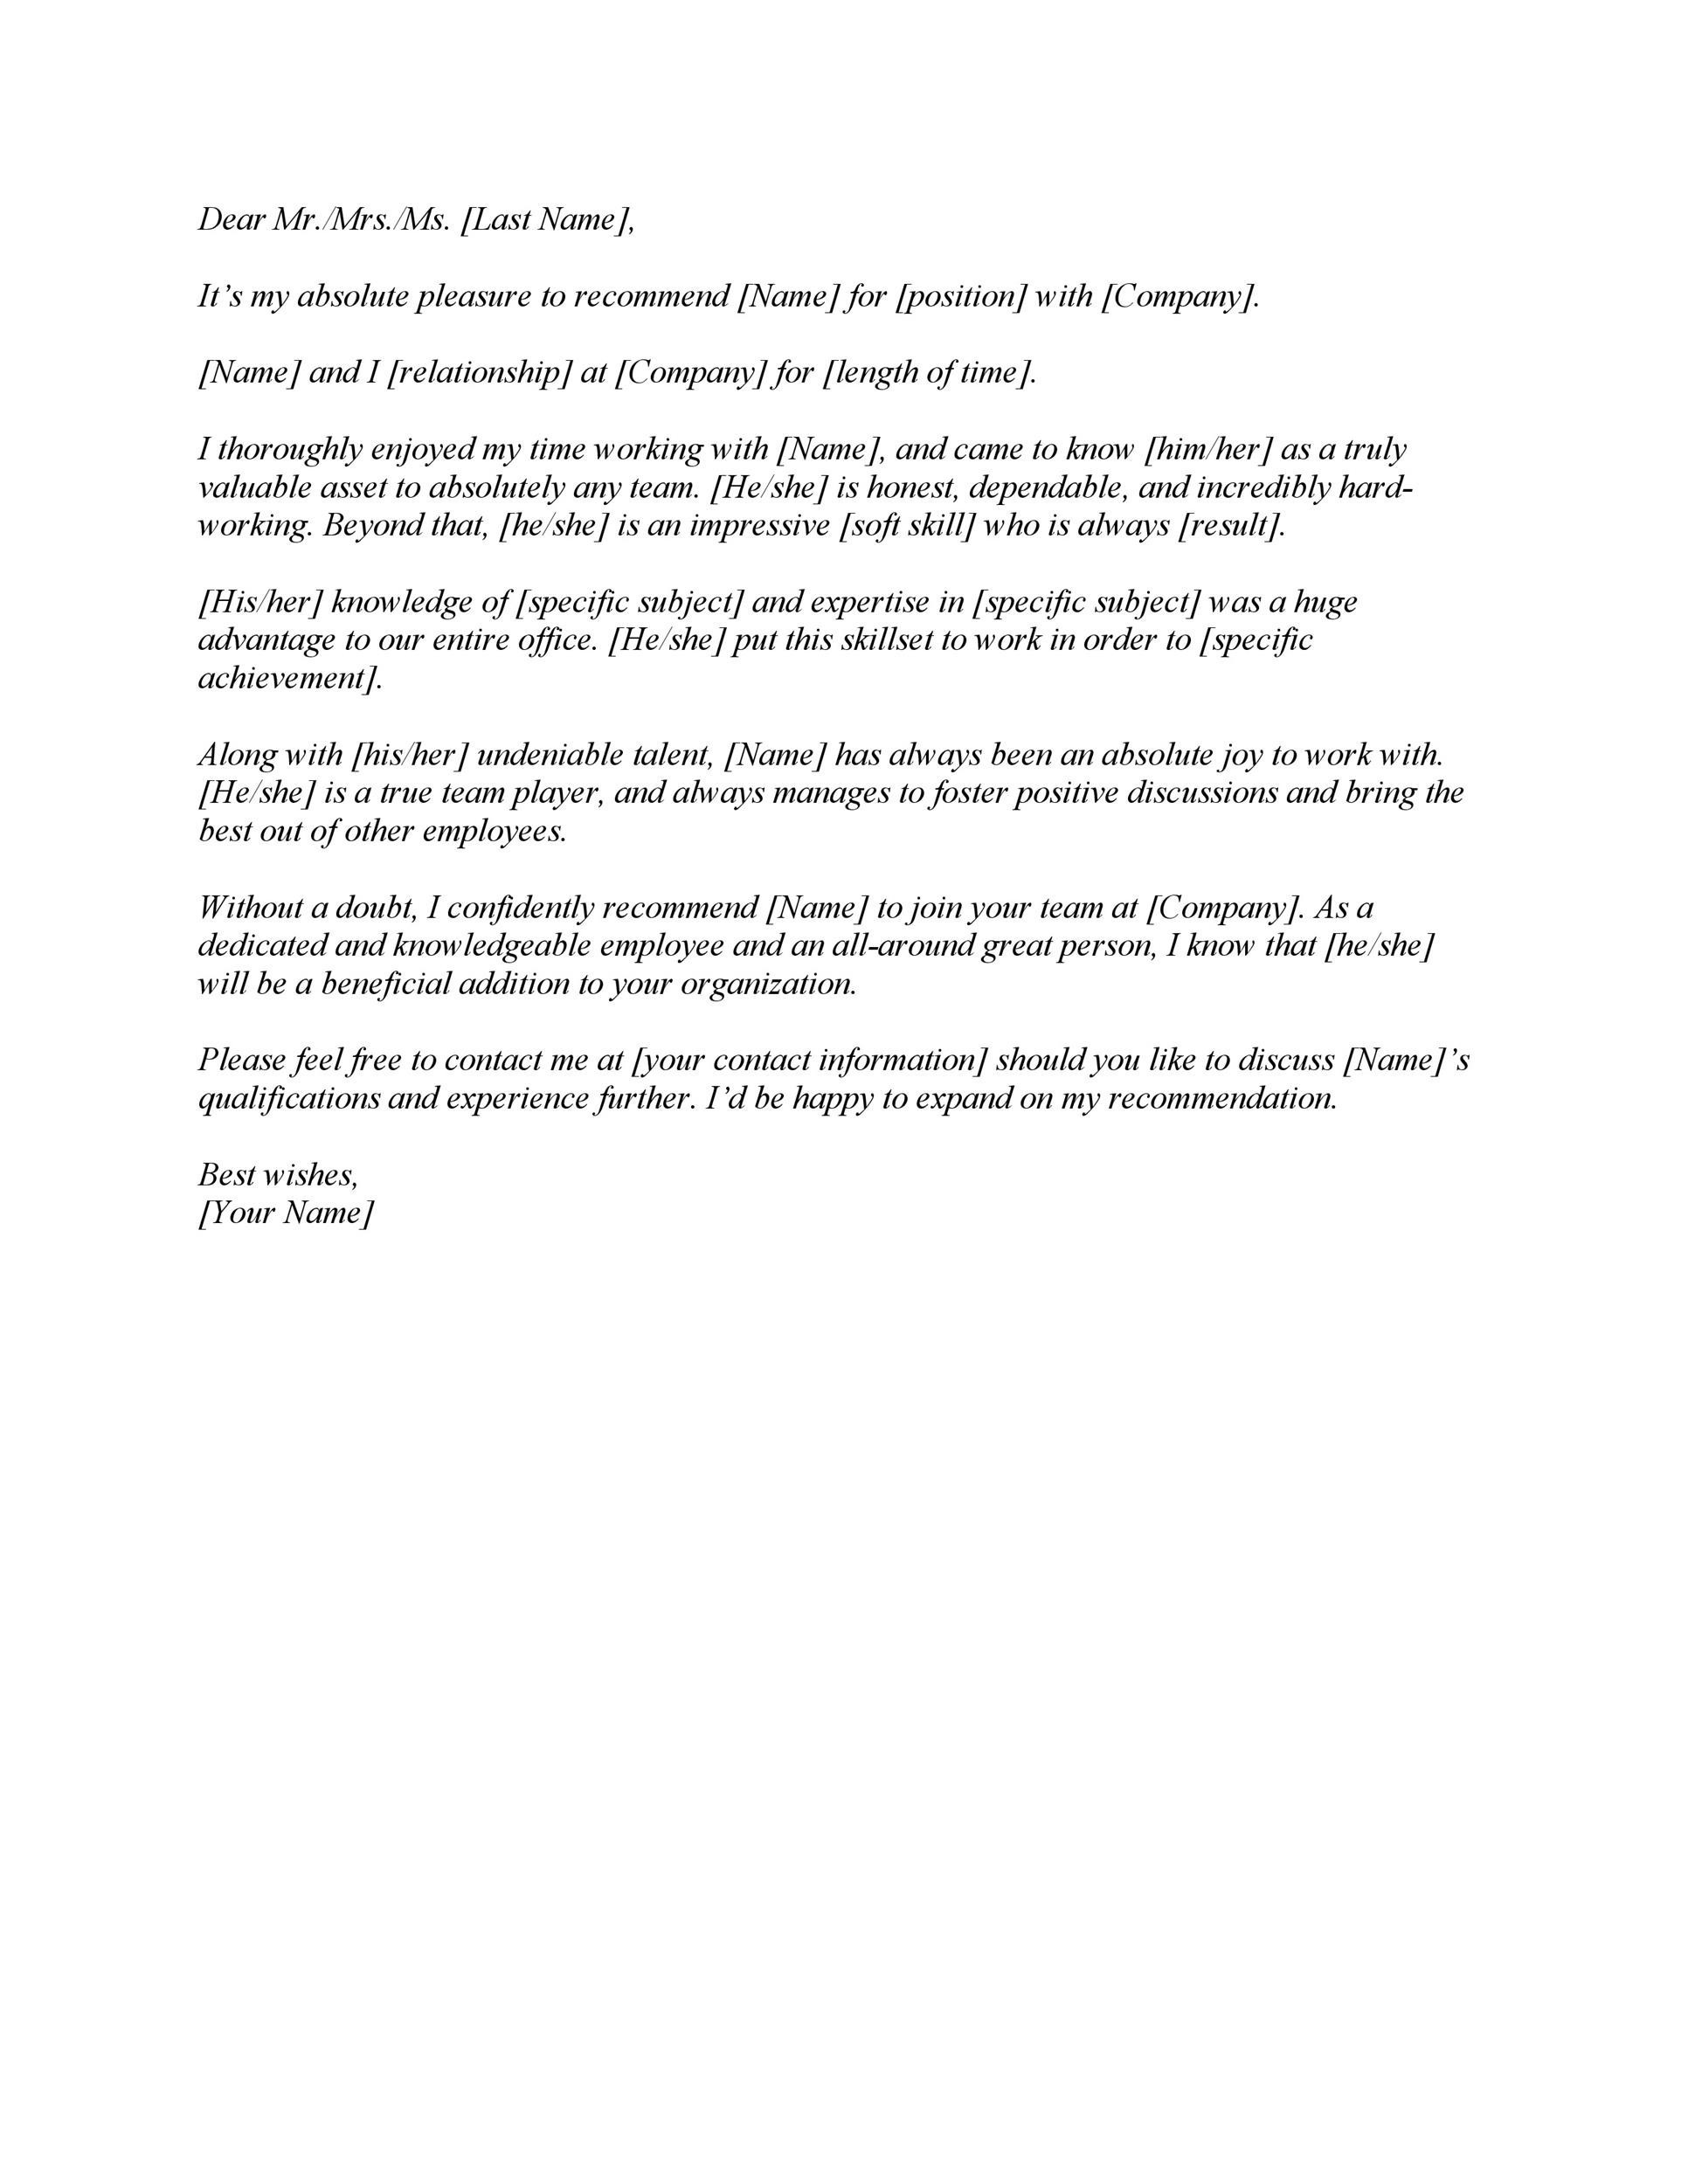 Dear Mr./Mrs./Ms. [Last Name],
It’s my absolute pleasure to recommend [Name] for [position] with [Company].
[Name] and I [relationship] at [Company] for [length of time].
I thoroughly enjoyed my time working with [Name], and came to know [him/her] as a truly
valuable asset to absolutely any team. [He/she] is honest, dependable, and incredibly hard-
working. Beyond that, [he/she] is an impressive [soft skill] who is always [result].
[His/her] knowledge of [specific subject] and expertise in [specific subject] was a huge
advantage to our entire office. [He/she] put this skillset to work in order to [specific
achievement].
Along with [his/her] undeniable talent, [Name] has always been an absolute joy to work with.
[He/she] is a true team player, and always manages to foster positive discussions and bring the
best out of other employees.
Without a doubt, I confidently recommend [Name] to join your team at [Company]. As a
dedicated and knowledgeable employee and an all-around great person, I know that [he/she]
will be a beneficial addition to your organization.
Please feel free to contact me at [your contact information] should you like to discuss [Name]’s
qualifications and experience further. I’d be happy to expand on my recommendation.
Best wishes,
[Your Name]